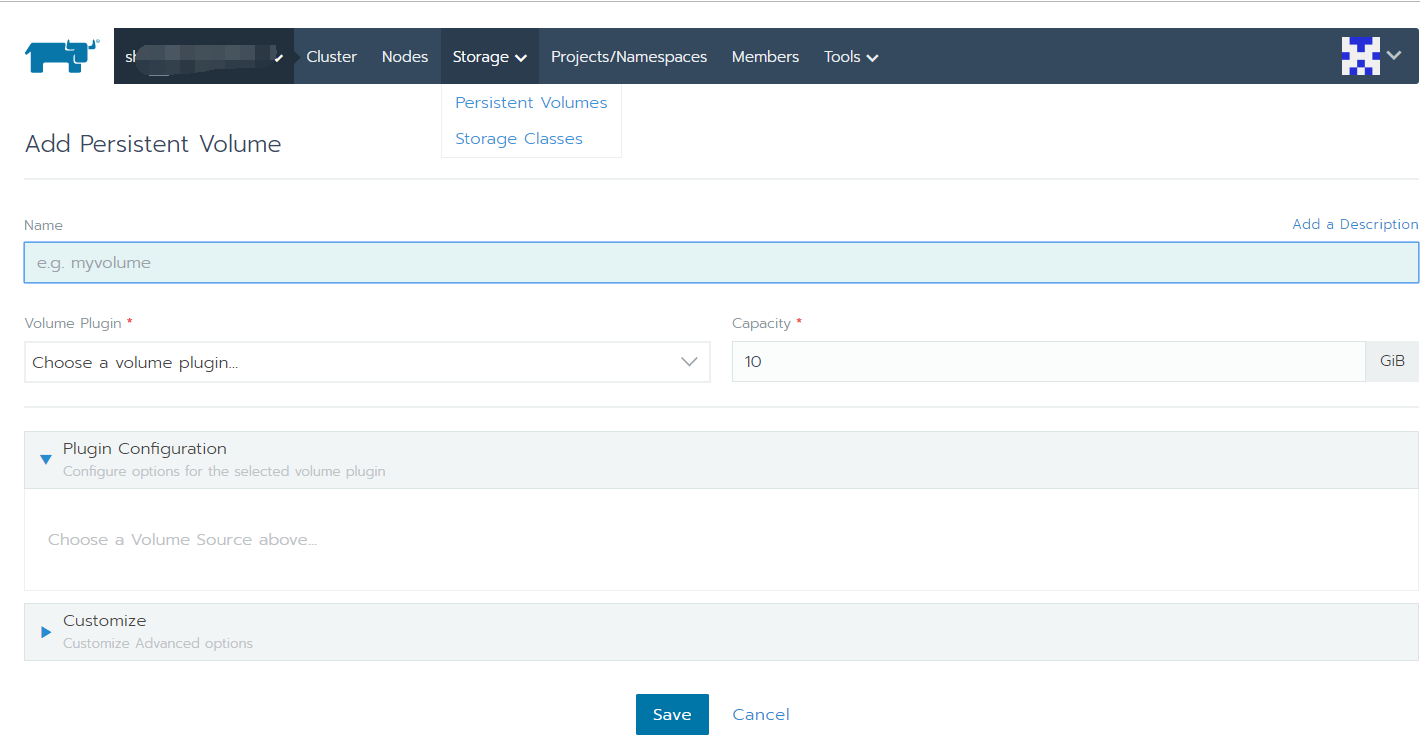 Cluster Nodes Storage Projects/Namespaces Members Tools
Persistent Volumes
Storage Classes
Add Persistent Volume
Name Add a Description
e.g. myvolume
Volume Plugin * Capacity *
Choose a volume plugin... 10 GiB
Plugin Configuration
Configure options for the selected volume plugin
Choose a Volume Source above...
Customize
Customize Advanced options
Save Cancel